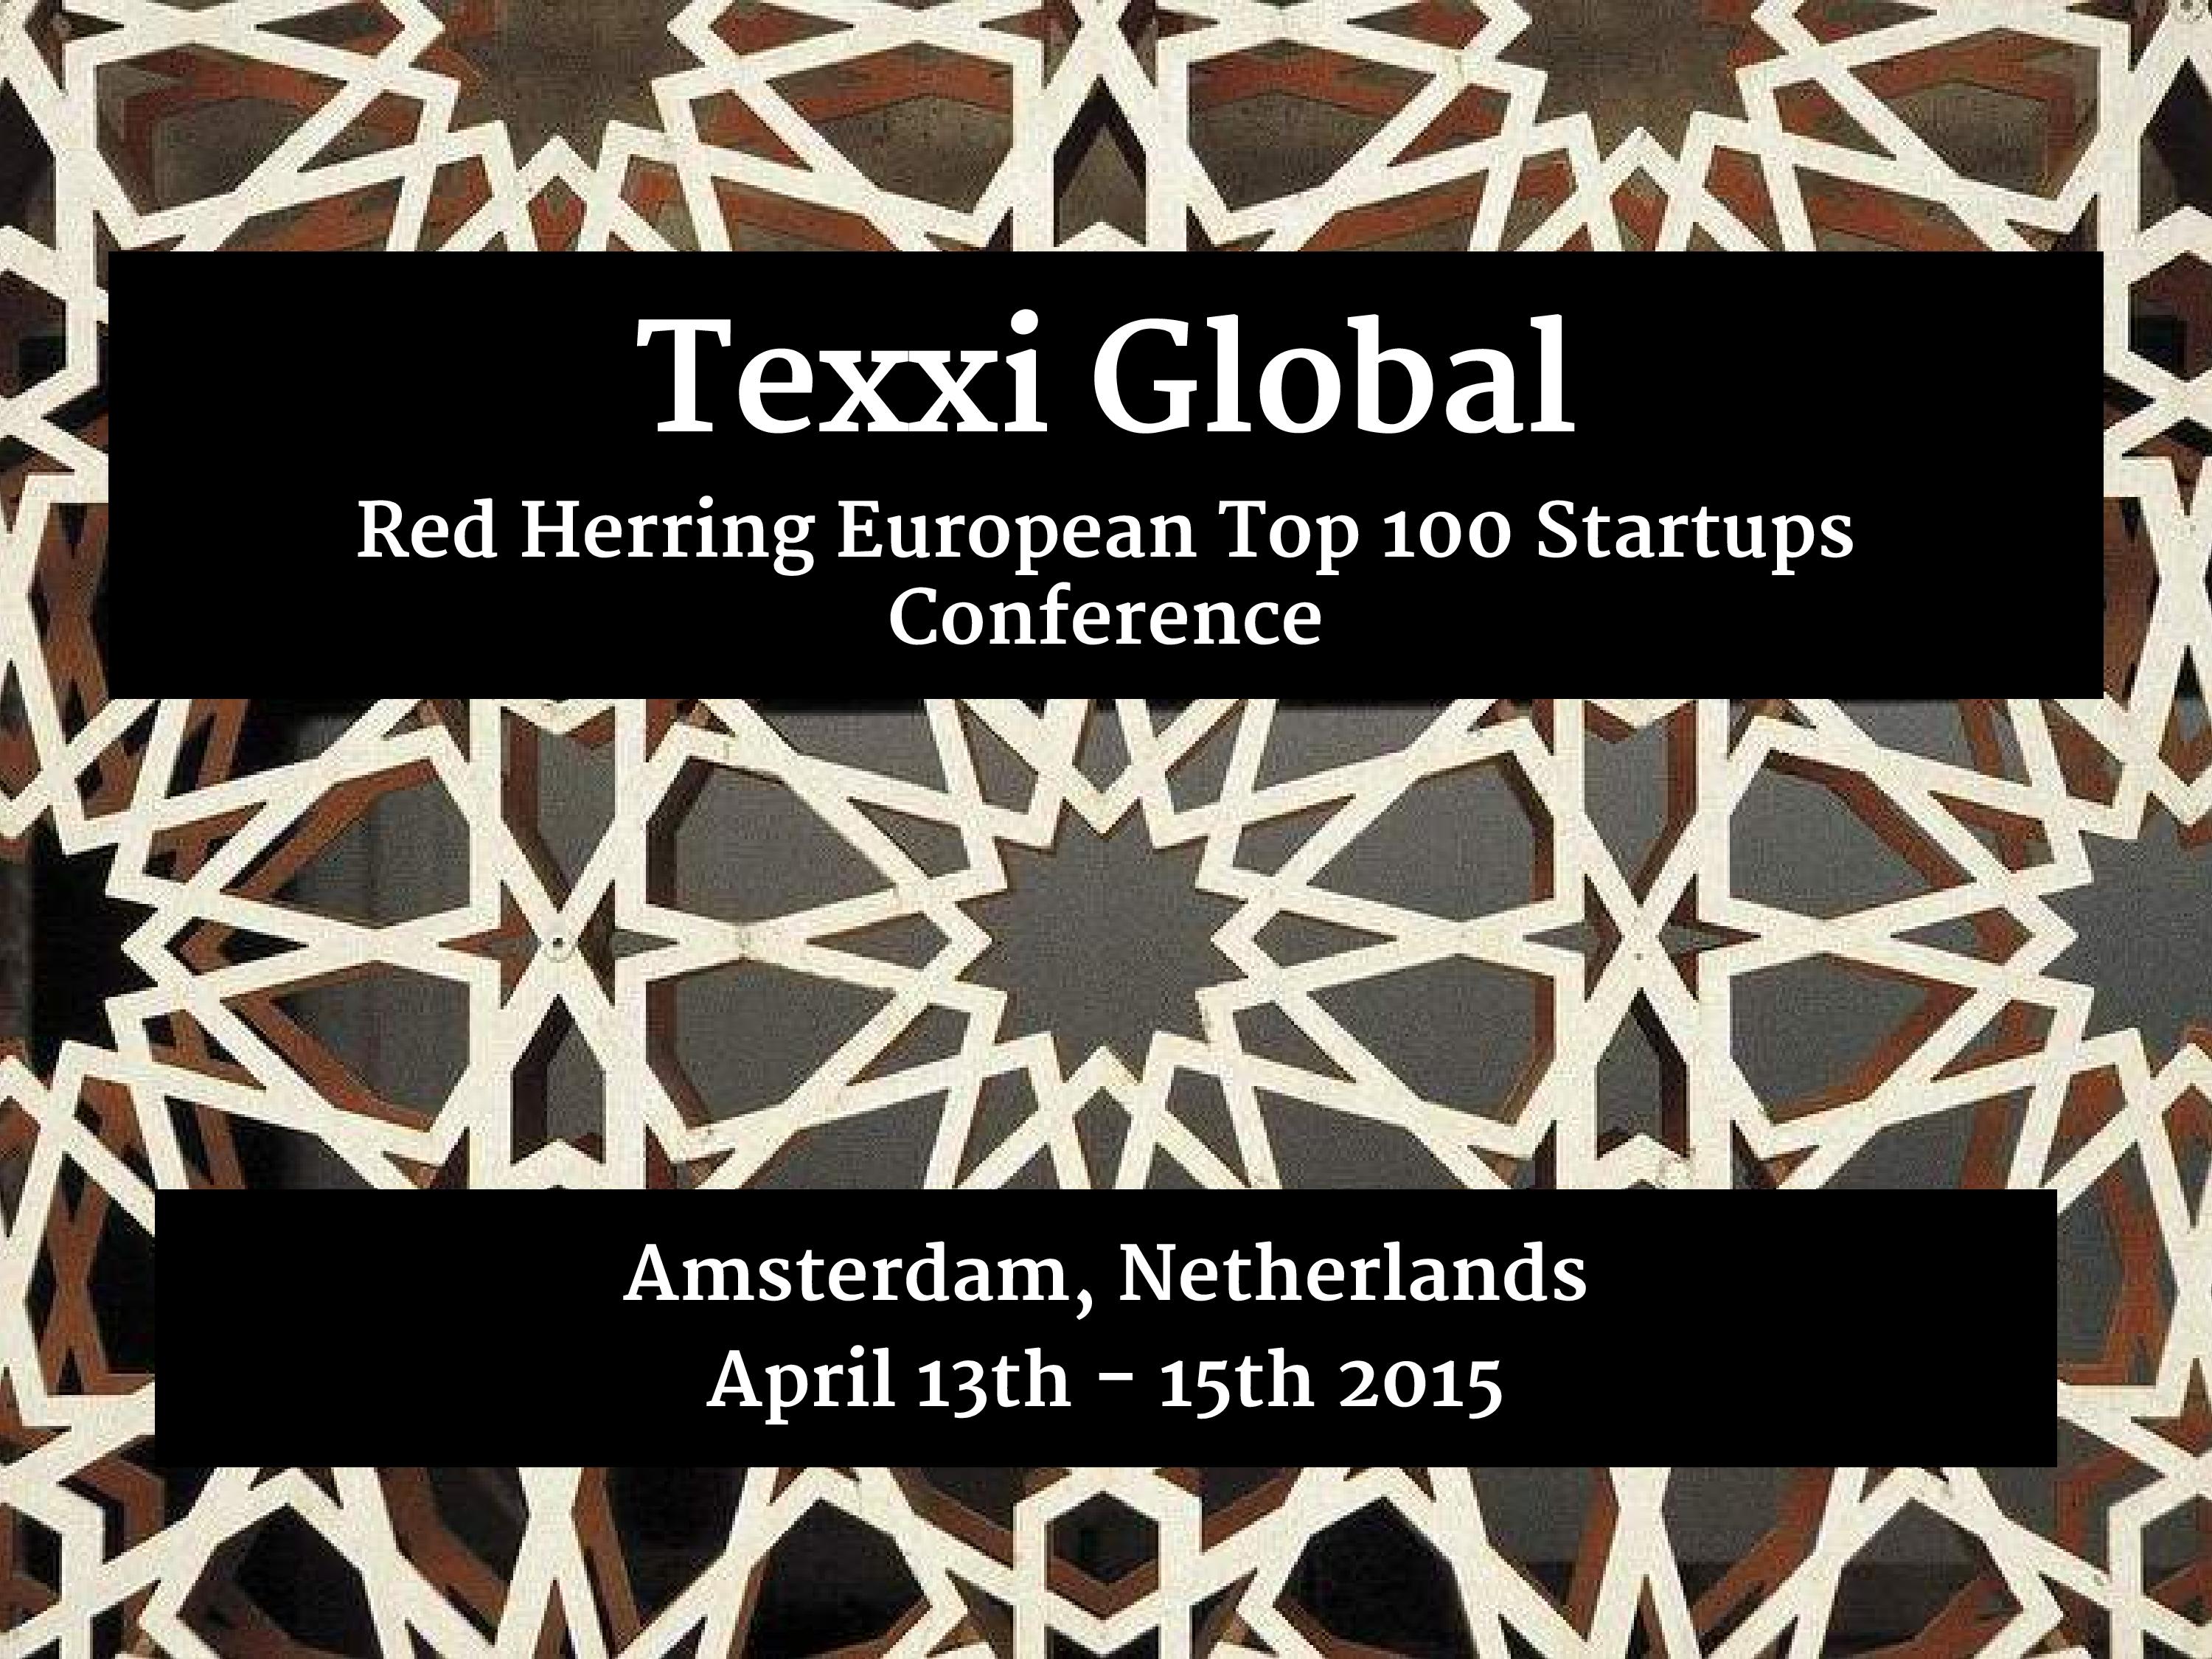 Texxi Global
Red Herring European Top 100 Startups
Conference
Amsterdam, Netherlands
April 13th – 15th 2015